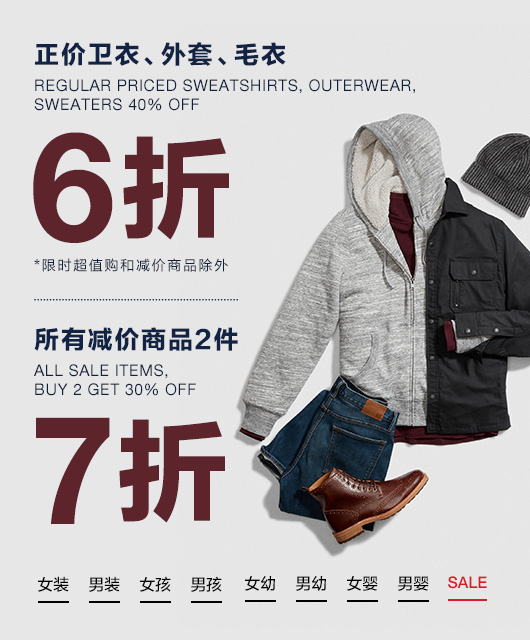 正价卫衣、外套、毛衣
REGULAR PRICED SWEATSHIRTS, OUTERWEAR,
SWEATERS 40% OFF
6折
*限时超值购和减价商品除外
所有减价商品2件
ALL SALE ITEMS,
BUY 2 GET 30% OFF
7折
女装 男装 女孩 男孩 女幼 男幼 女婴 男婴 SALE